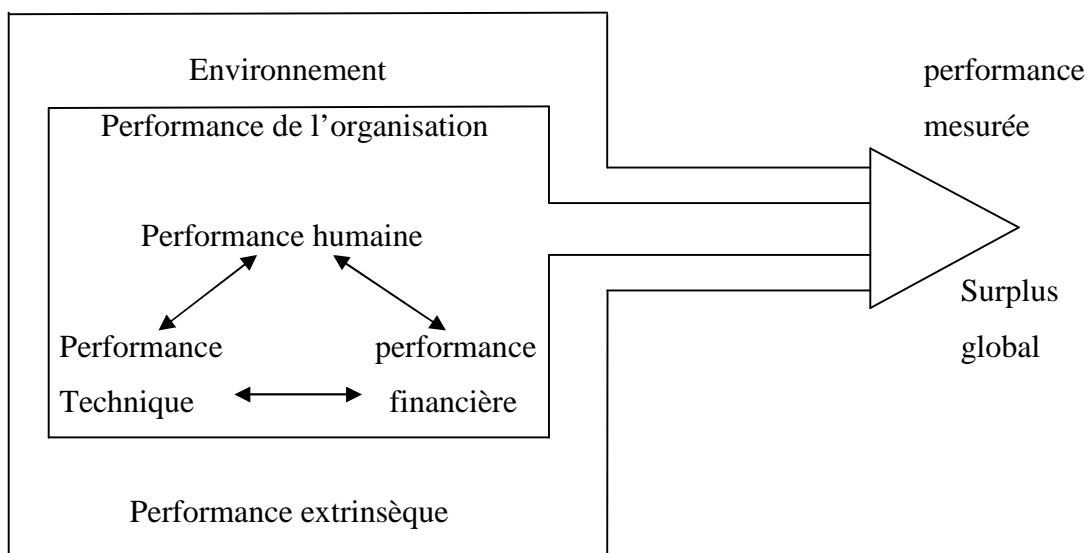 Environnement
performance
mesurée
Performance de l’organisation
Performance humaine
Performance
Technique
performance
financière
Surplus
global
Performance extrinsèque